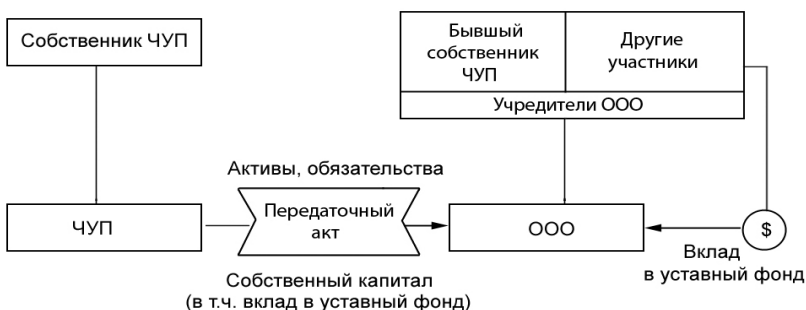 Собственник ЧУП
Бывшый
собственник
ЧУП
Другие
участники
Учредители ООО
Активы, обязательства
ЧУП
Передаточный
акт
ООО
$
Вклад
в уставный фонд
Собственный капитал
(в т.ч. вклад в уставный фонд)